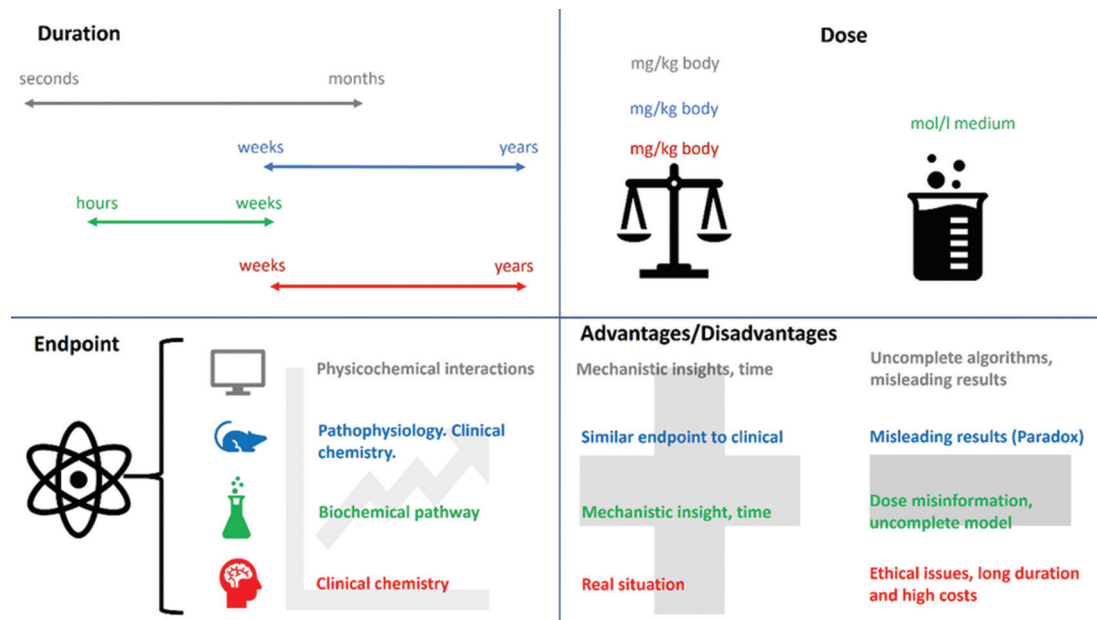 Duration
seconds months
weeks years
hours weeks
weeks years
Dose
mg/kg body
mg/kg body
mg/kg body
mol/l medium
Endpoint
Physicochemical interactions
Pathophysiology. Clinical
chemistry.
Biochemical pathway
Clinical chemistry
Advantages/Disadvantages
Mechanistic insights, time
Uncomplete algorithms,
misleading results
Similar endpoint to clinical
Misleading results (Paradox)
Mechanistic insight, time
Dose misinformation,
uncomplete model
Real situation
Ethical issues, long duration
and high costs